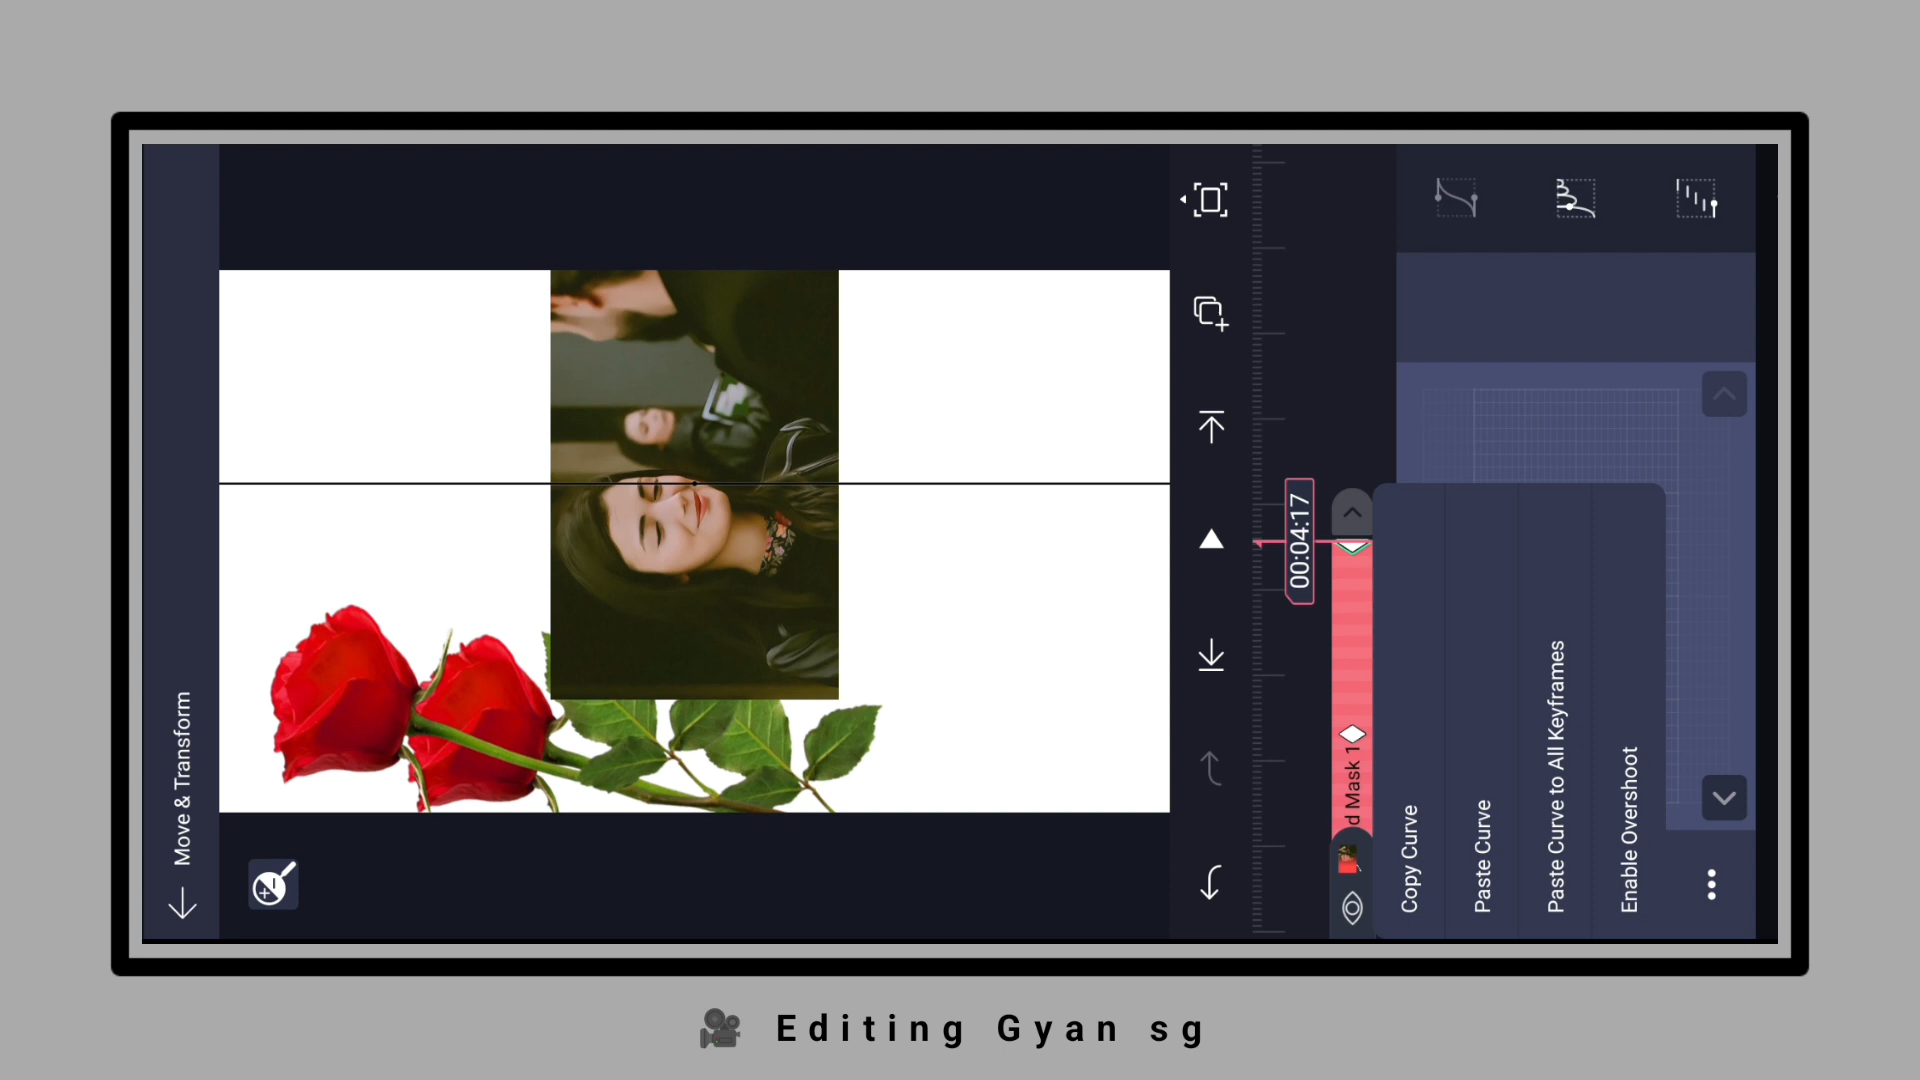 Move & Transform
00:04:17
d Mask 1
Copy Curve
Paste Curve
Paste Curve to All Keyframes
Enable Overshoot
Editing Gyan sg